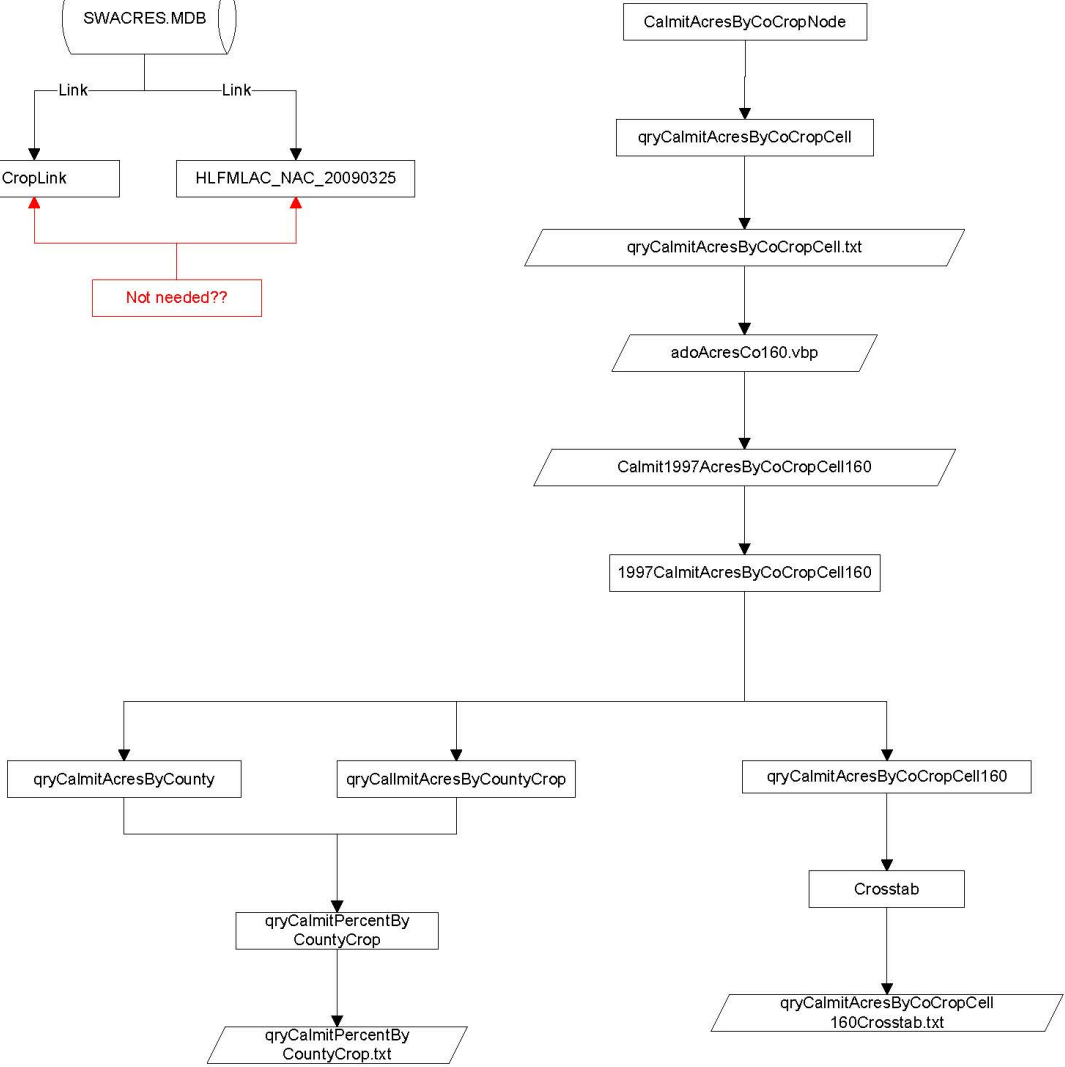 SWACRES.MDB
CalmitAcresByCoCropNode
Link
Link
qryCalmitAcresByCoCropCell
CropLink
HLFMLAC_NAC_20090325
qryCalmitAcresByCoCropCell.txt
Not needed??
adoAcresCo160.vbp
Calmit1997AcresByCoCropCell160
1997CalmitAcresByCoCropCell160
qryCalmitAcresByCounty
qryCallmitAcresByCountyCrop
qryCalmitAcresByCoCropCell160
Crosstab
qryCalmitPercentBy
CountyCrop
qryCalmitAcresByCoCropCell
160Crosstab.txt
qryCalmitPercentBy
CountyCrop.txt